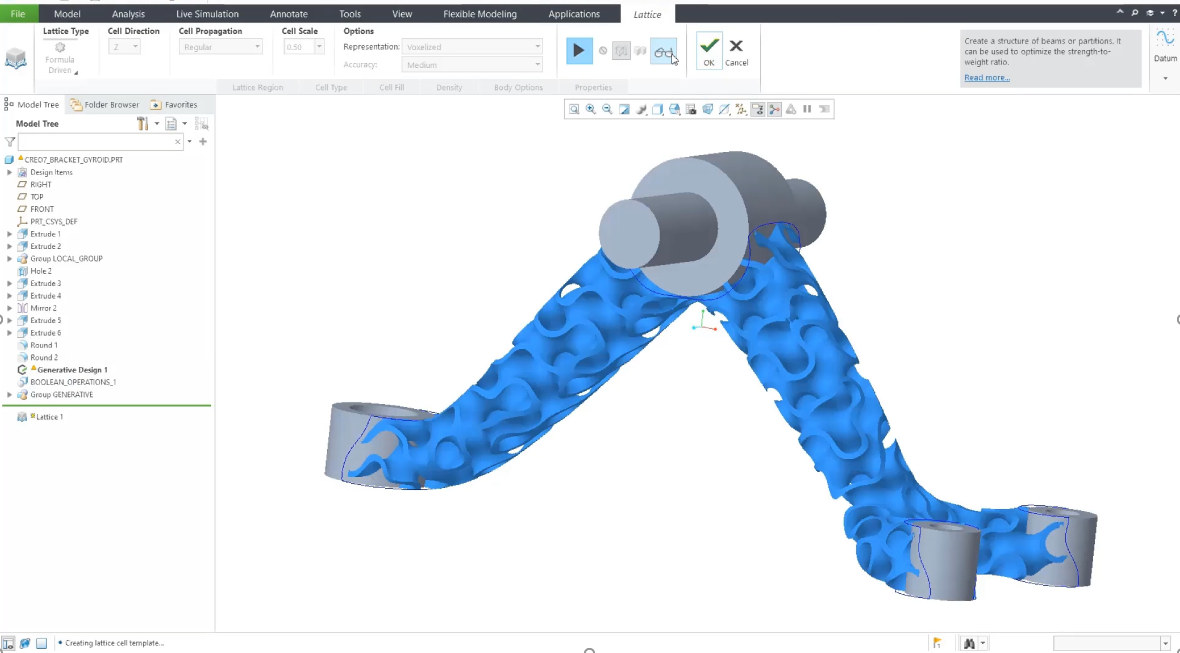 File Model Analysis Live Simulation Annotate Tools View Flexible Modeling Applications Lattice
Lattice Type Cell Direction Cell Propagation Cell Scale Options
Formula Driven
Z
Regular
0.50
Representation: Voxelized
Accuracy: Medium
OK Cancel
Create a structure of beams or partitions. It can be used to optimize the strength-to-weight ratio.
Read more...
Datum
Lattice Region Cell Type Cell Fill Density Body Options Properties
Model Tree Folder Browser Favorites
Model Tree
CREO7_BRACKET_GYROID.PRT
Design Items
RIGHT
TOP
FRONT
PRT_CSYS_DEF
Extrude 1
Extrude 2
Group LOCAL_GROUP
Hole 2
Extrude 3
Extrude 4
Mirror 2
Extrude 5
Extrude 6
Round 1
Round 2
Generative Design 1
BOOLEAN_OPERATIONS_1
Group GENERATIVE
Lattice 1
Creating lattice cell template...